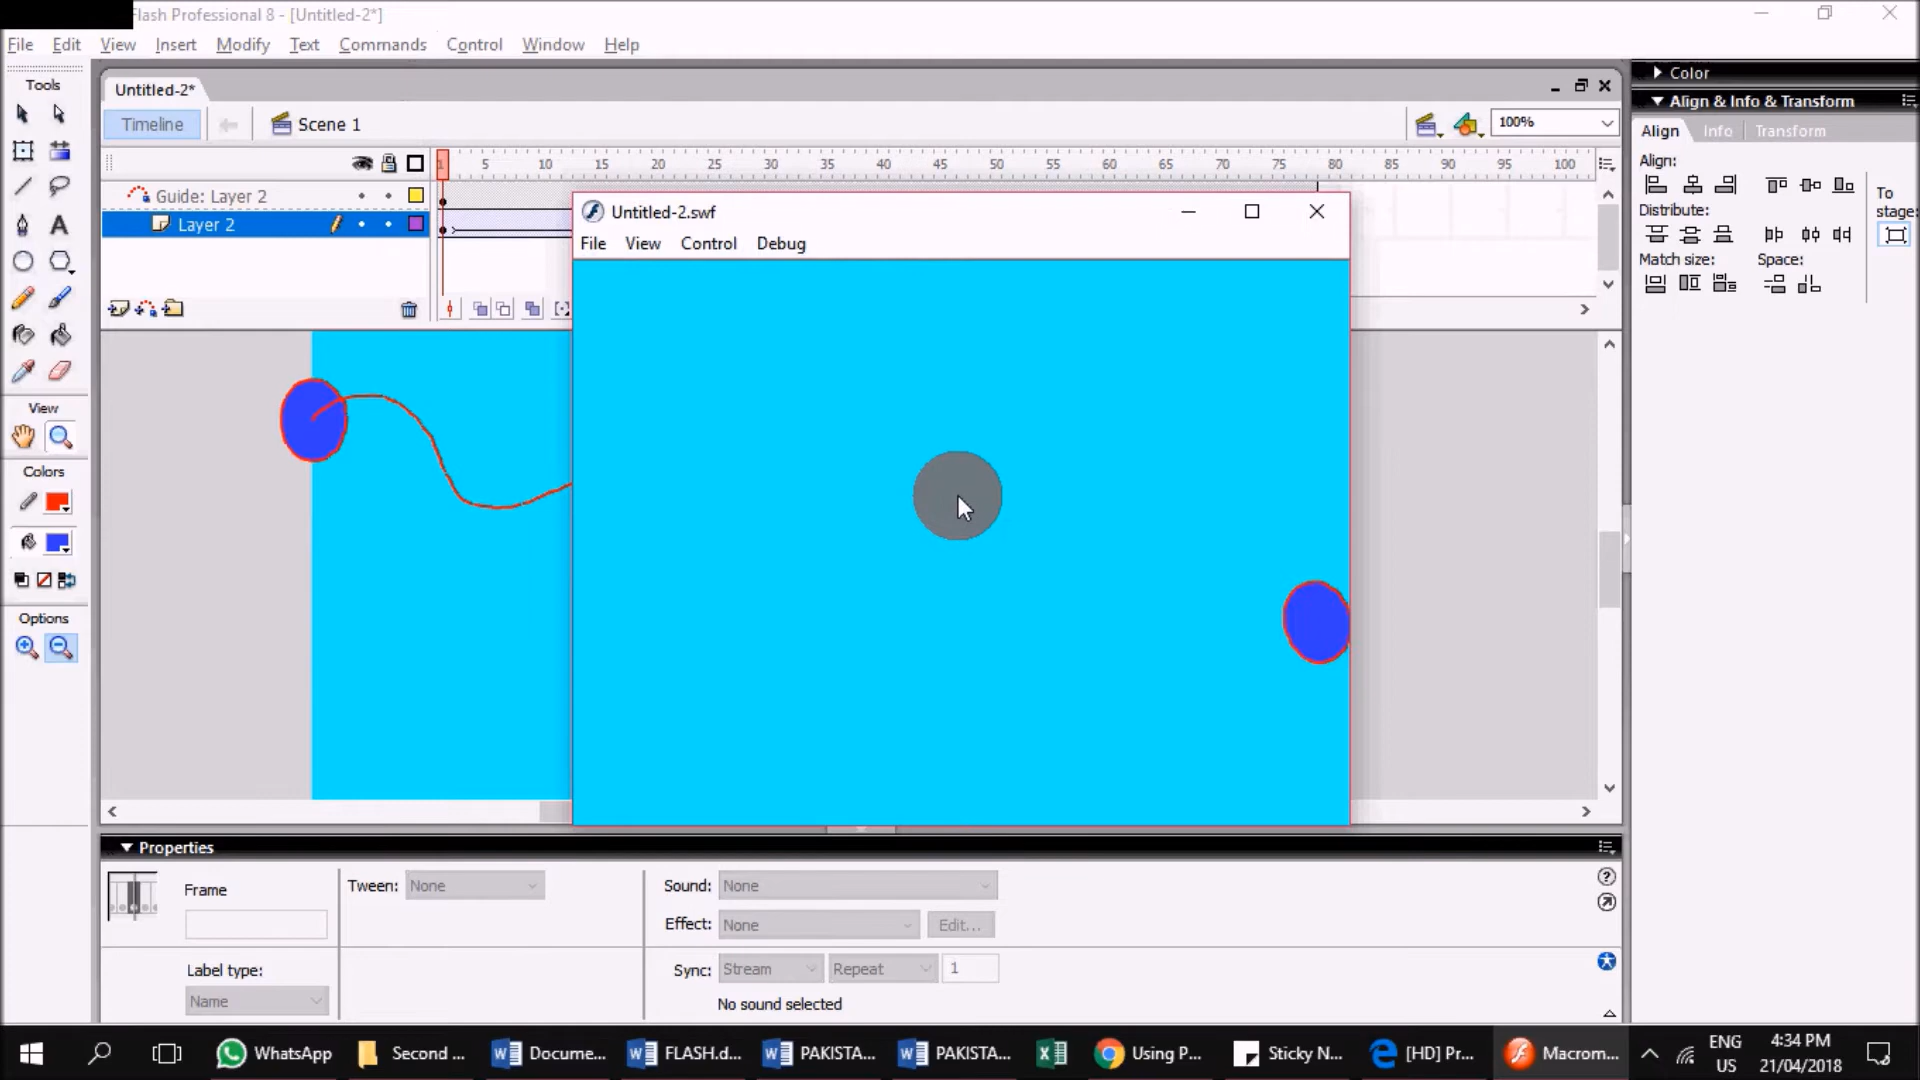 Flash Professional 8 - [Untitled-2*]
File Edit View Insert Modify Text Commands Control Window Help
Tools
Untitled-2*
Timeline
Scene 1
100%
1 5 10 15 20 25 30 35 40 45 50 55 60 65 70 75 80 85 90 95 100
Guide: Layer 2
Layer 2
Untitled-2.swf
File View Control Debug
View
Colors
Options
Color
Align & Info & Transform
Align Info Transform
Align:
To
stage:
Distribute:
Match size:
Space:
Properties
Frame
Tween: None
Sound: None
Effect: None
Edit...
Label type:
Name
Sync: Stream Repeat 1
No sound selected
WhatsApp
Second ...
Docume...
FLASH.d...
PAKISTA...
PAKISTA...
Using P...
Sticky N...
[HD] Pr...
Macrom...
ENG
US
4:34 PM
21/04/2018